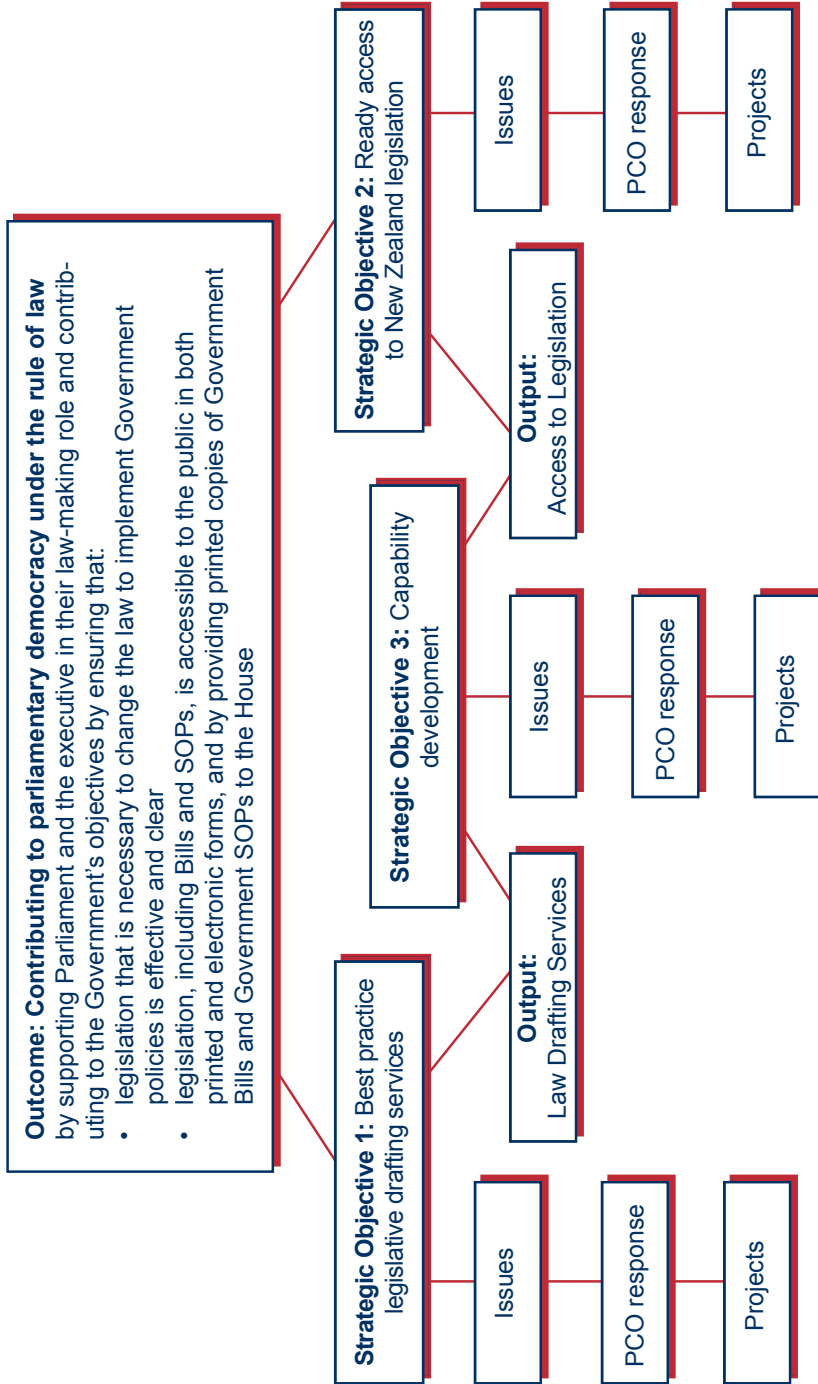 Outcome: Contributing to parliamentary democracy under the rule of law
by supporting Parliament and the executive in their law-making role and contrib-
uting to the Government's objectives by ensuring that:
• legislation that is necessary to change the law to implement Government
policies is effective and clear
• legislation, including Bills and SOPs, is accessible to the public in both
printed and electronic forms, and by providing printed copies of Government
Bills and Government SOPs to the House
Strategic Objective 1: Best practice
legislative drafting services
Issues
PCO response
Projects
Output:
Law Drafting Services
Strategic Objective 3: Capability
development
Issues
PCO response
Projects
Output:
Access to Legislation
Strategic Objective 2: Ready access
to New Zealand legislation
Issues
PCO response
Projects